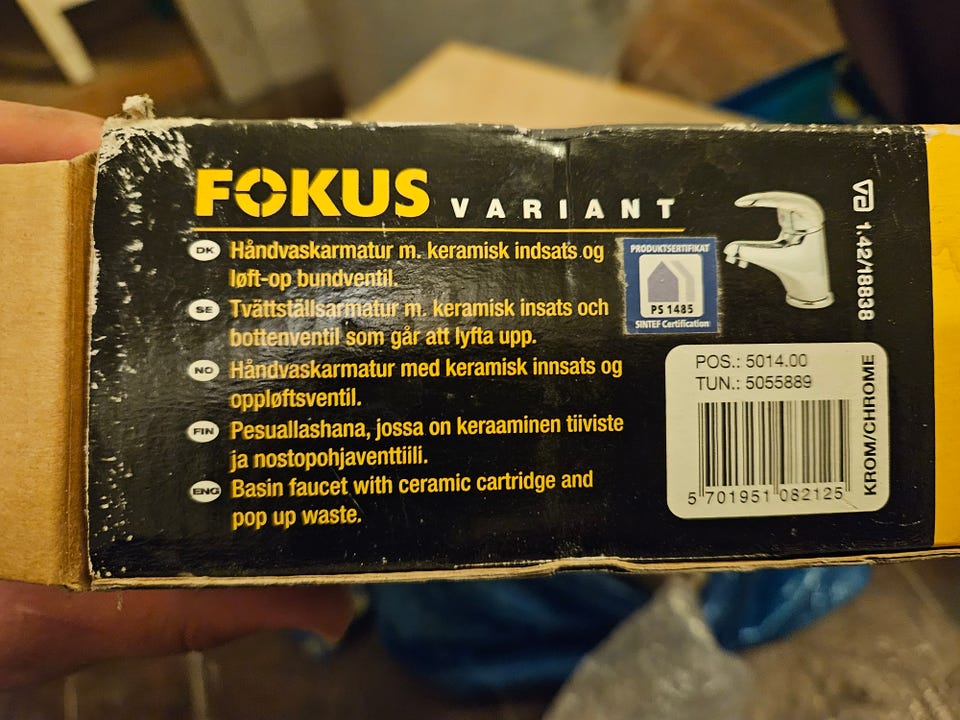 FOKUS VARIANT
DK Håndvaskarmatur m. keramisk indsats og
løft-op bundventil.
SE Tvättställsarmatur m. keramisk insats och
bottenventil som går att lyfta upp.
NO Håndvaskarmatur med keramisk innsats og
oppløftsventil.
FIN Pesuallashana, jossa on keraaminen tiiviste
ja nostopohjaventtiili.
ENG Basin faucet with ceramic cartridge and
pop up waste.
PRODUKTSERTIFIKAT
PS 1485
SINTEF Certification
VA 1.42/18838
POS.: 5014.00
TUN.: 5055889
5 701951 082125
KROM/CHROME